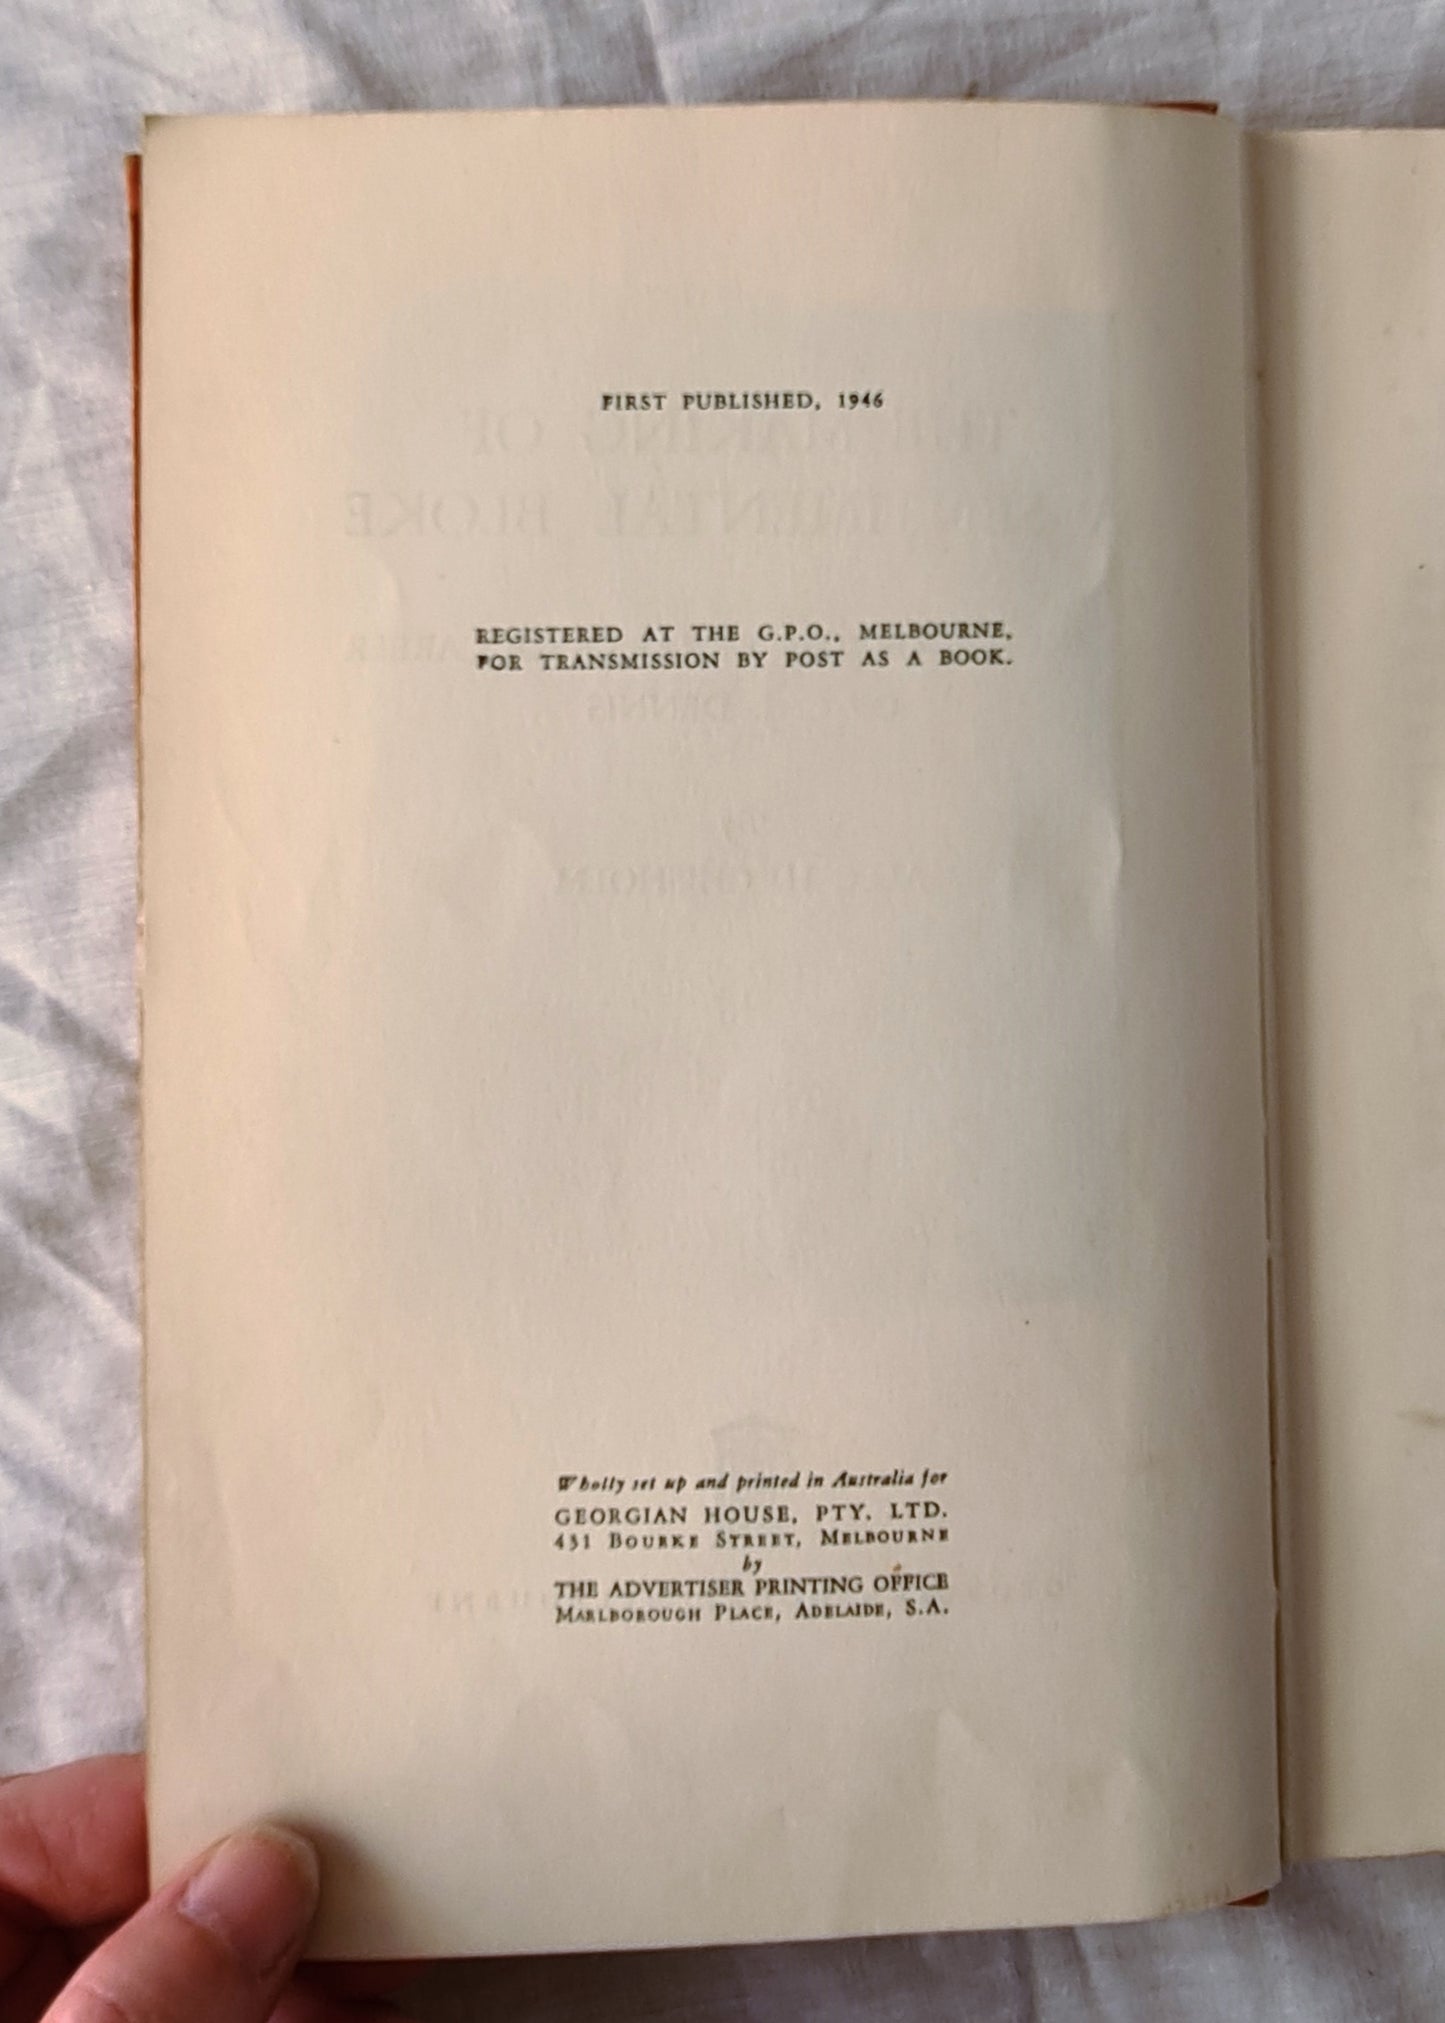 FIRST PUBLISHED, 1946
REGISTERED AT THE G.P.O., MELBOURNE,
FOR TRANSMISSION BY POST AS A BOOK.
Wholly set up and printed in Australia for
GEORGIAN HOUSE, PTY. LTD.
431 BOURKE STREET, MELBOURNE
by
THE ADVERTISER PRINTING OFFICE
MARLBOROUGH PLACE, ADELAIDE, S.A.